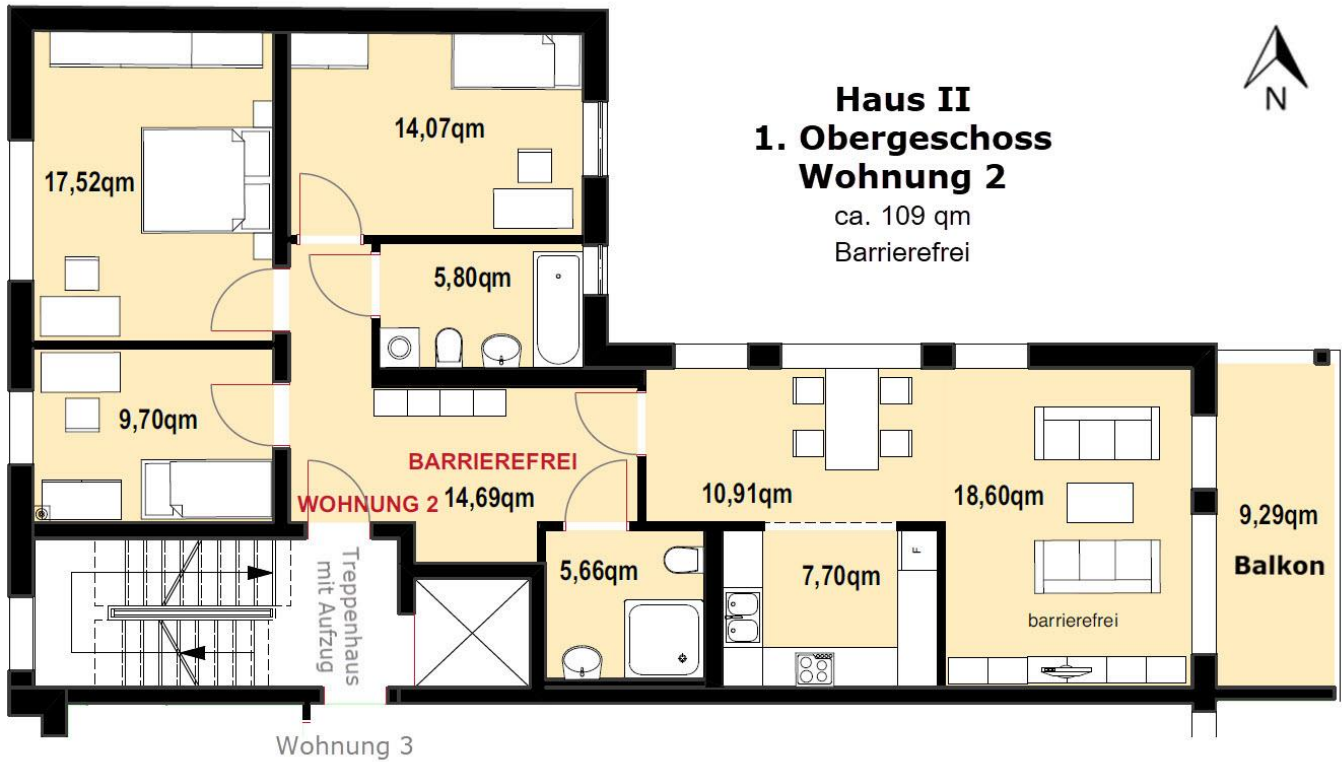 Haus II
1. Obergeschoss
Wohnung 2
ca. 109 qm
Barrierefrei
N
14,07qm
17,52qm
5,80qm
9,70qm
BARRIEREFREI
WOHNUNG 2
14,69qm
10,91qm
18,60qm
9,29qm
Balkon
5,66qm
7,70qm
F
barrierefrei
Treppenhaus
mit Aufzug
Wohnung 3